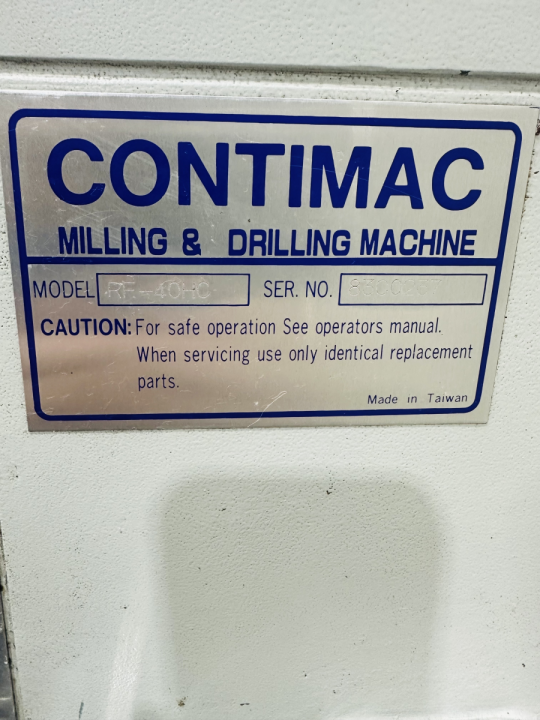 CONTIMAC
MILLING & DRILLING MACHINE
MODEL RF-40HC SER. NO.
CAUTION: For safe operation See operators manual.
When servicing use only identical replacement
parts.
Made in Taiwan